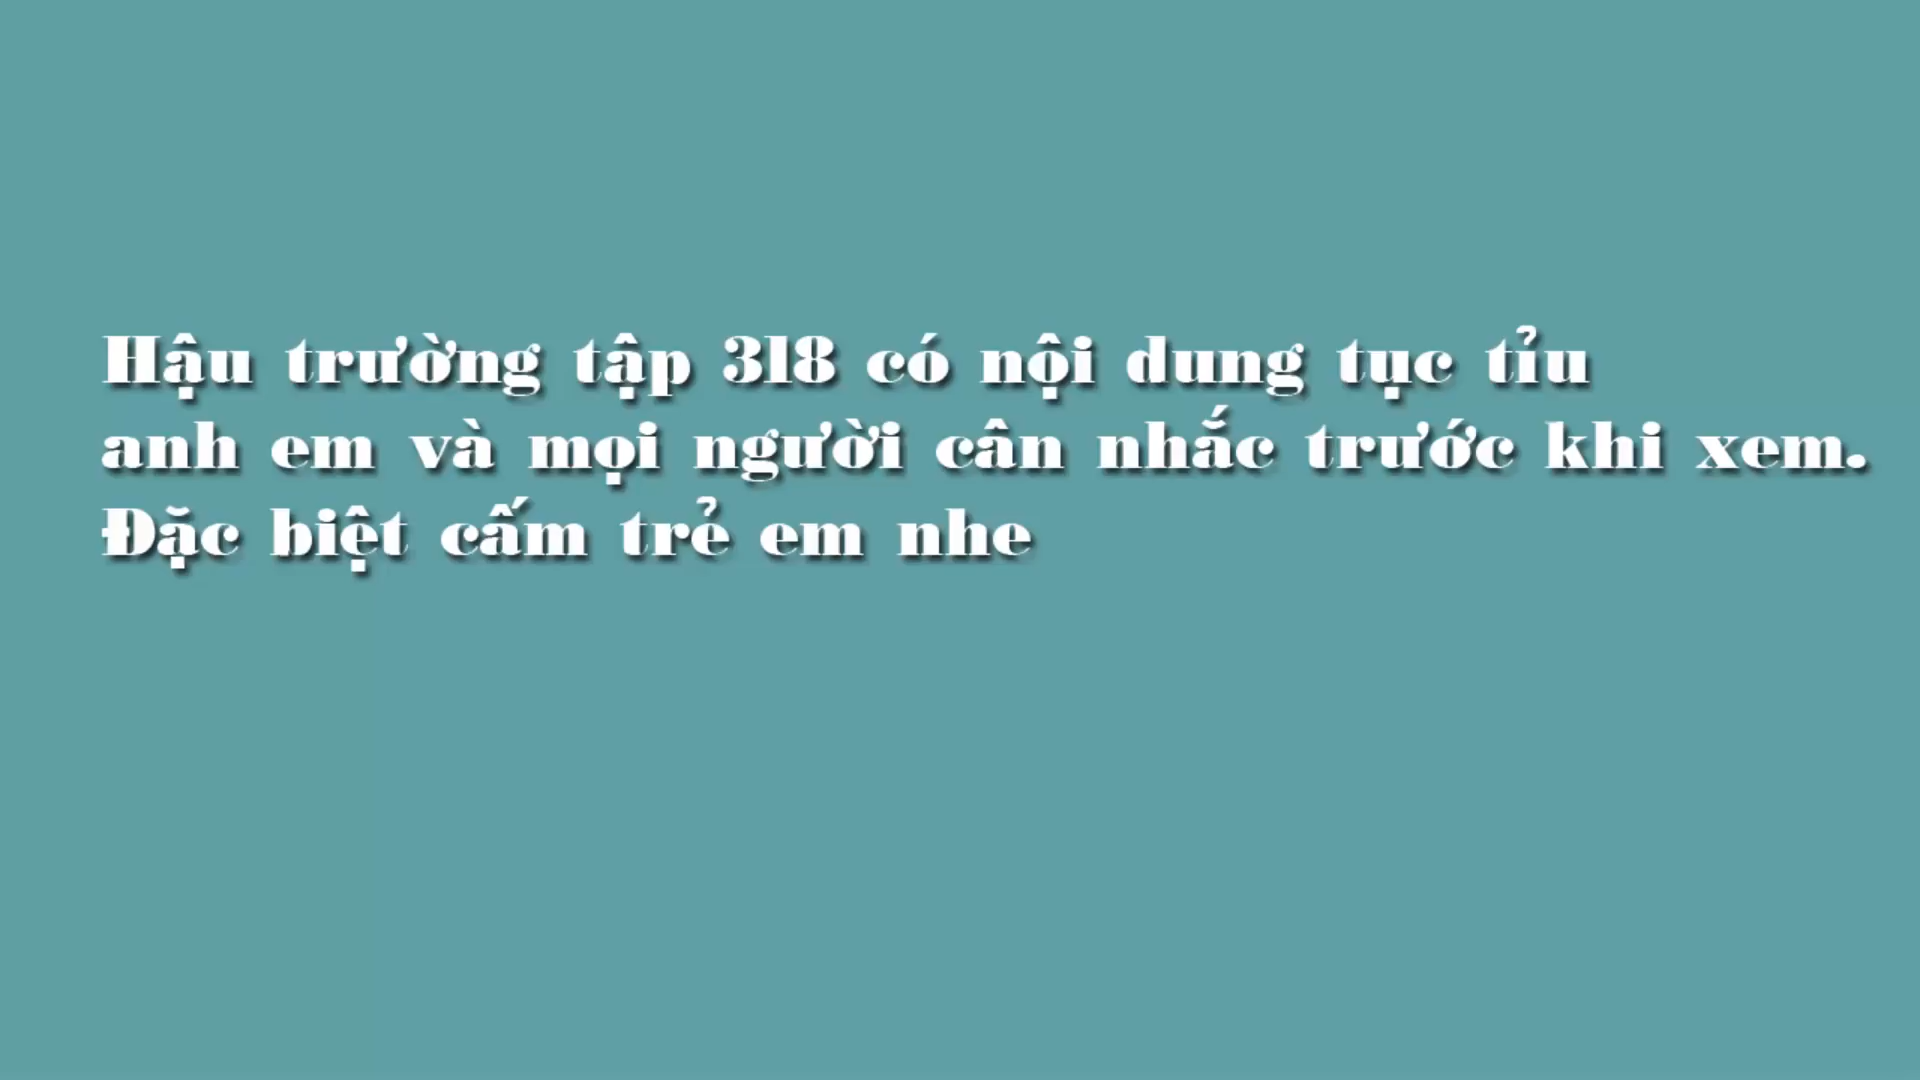 Hậu trường tập 318 có nội dung tục tỉu
anh em và mọi người cân nhắc trước khi xem.
Đặc biệt cấm trẻ em nhe